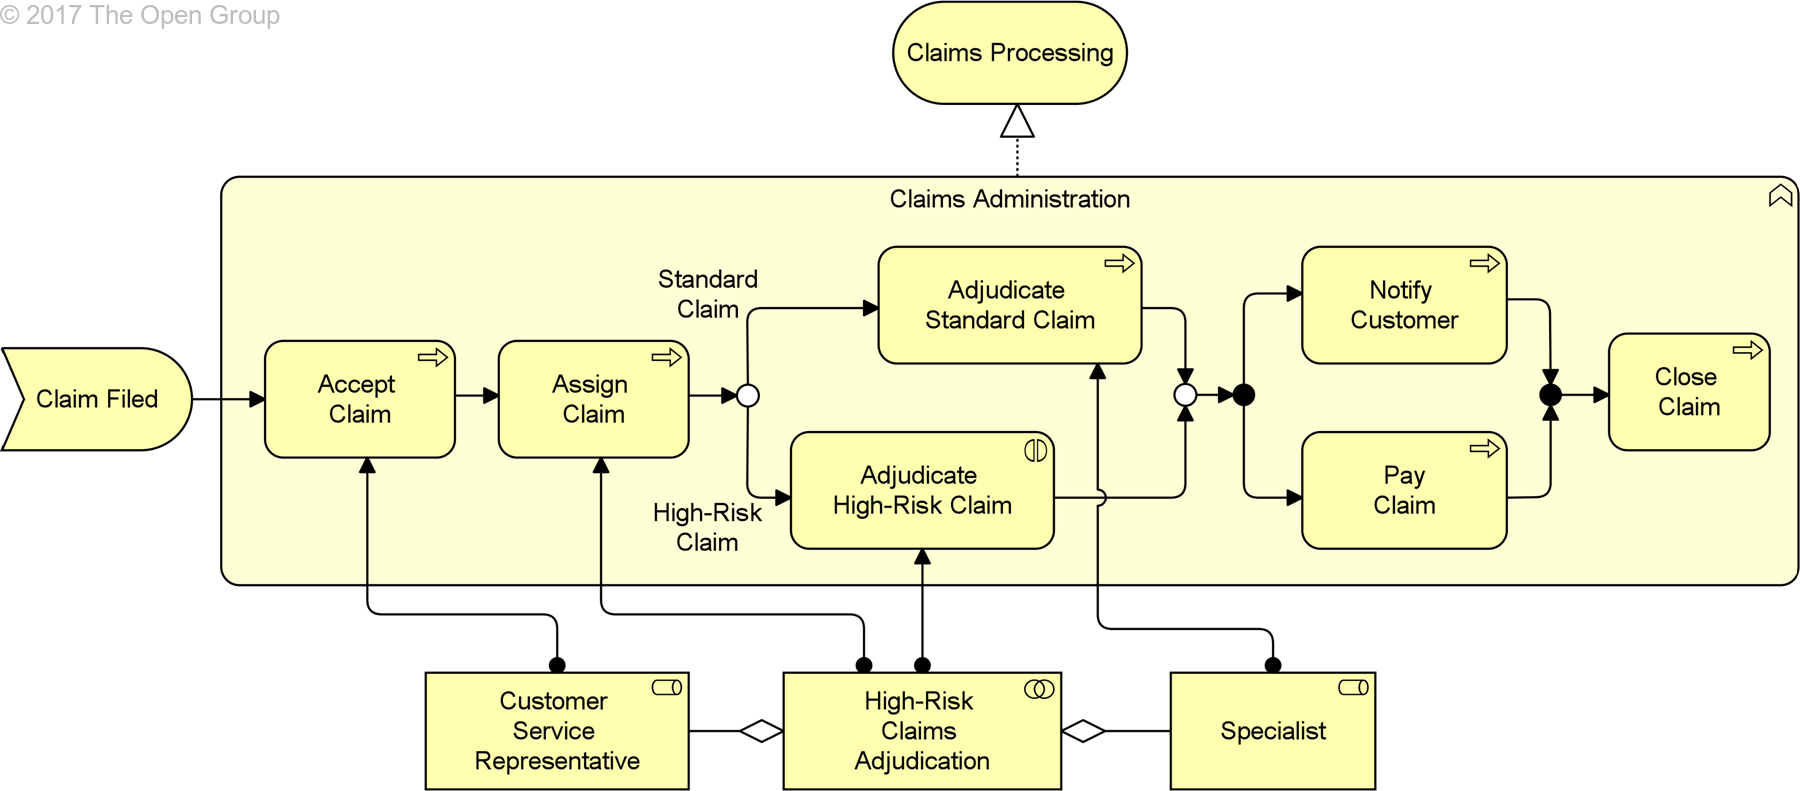 © 2017 The Open Group
Claims Processing
Claims Administration
Standard
Claim
Adjudicate
Standard Claim
Notify
Customer
Claim Filed
Accept
Claim
Assign
Claim
Close
Claim
High-Risk
Claim
Adjudicate
High-Risk Claim
Pay
Claim
Customer
Service
Representative
High-Risk
Claims
Adjudication
Specialist